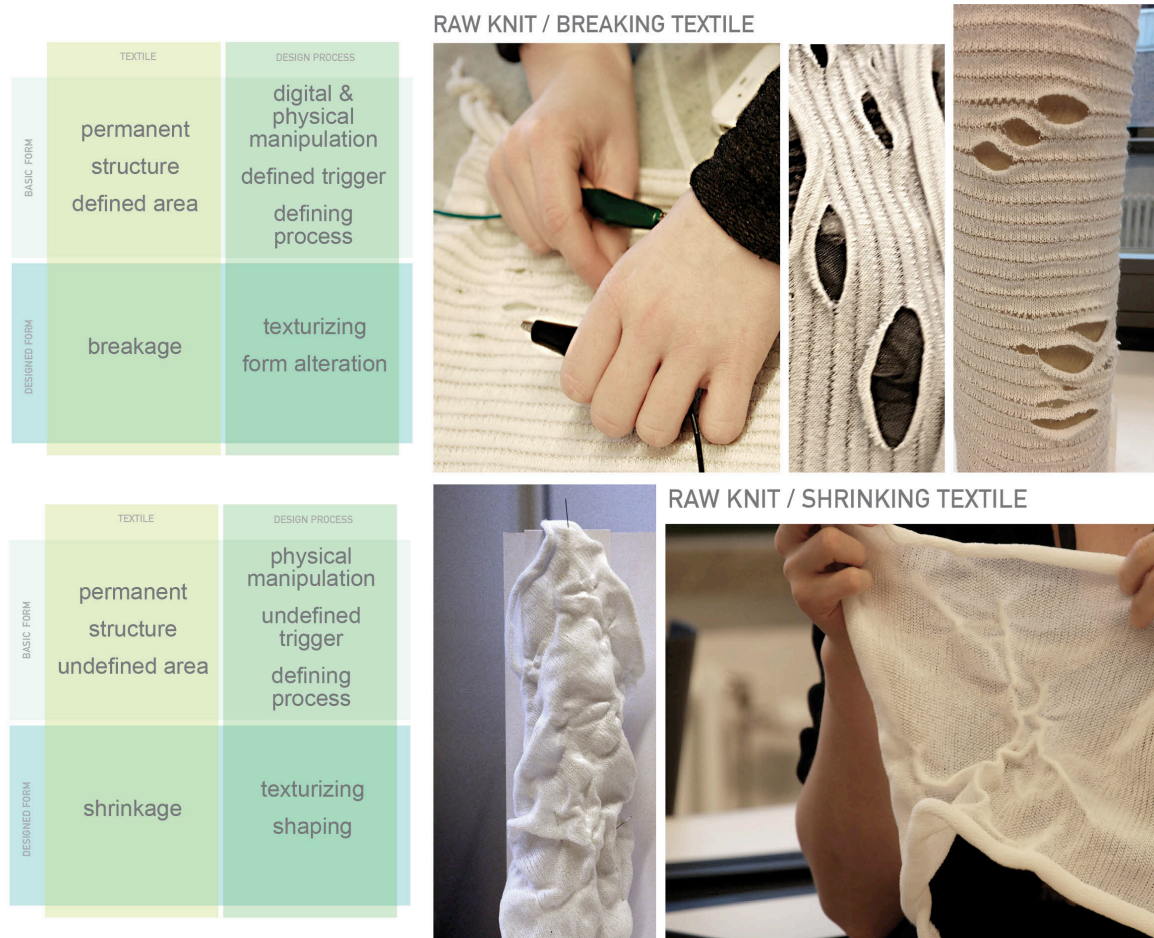 RAW KNIT / BREAKING TEXTILE
TEXTILE
DESIGN PROCESS
BASIC FORM
permanent
structure
defined area
digital &
physical
manipulation
defined trigger
defining
process
DESIGNED FORM
breakage
texturizing
form alteration
RAW KNIT / SHRINKING TEXTILE
TEXTILE
DESIGN PROCESS
BASIC FORM
permanent
structure
undefined area
physical
manipulation
undefined
trigger
defining
process
DESIGNED FORM
shrinkage
texturizing
shaping